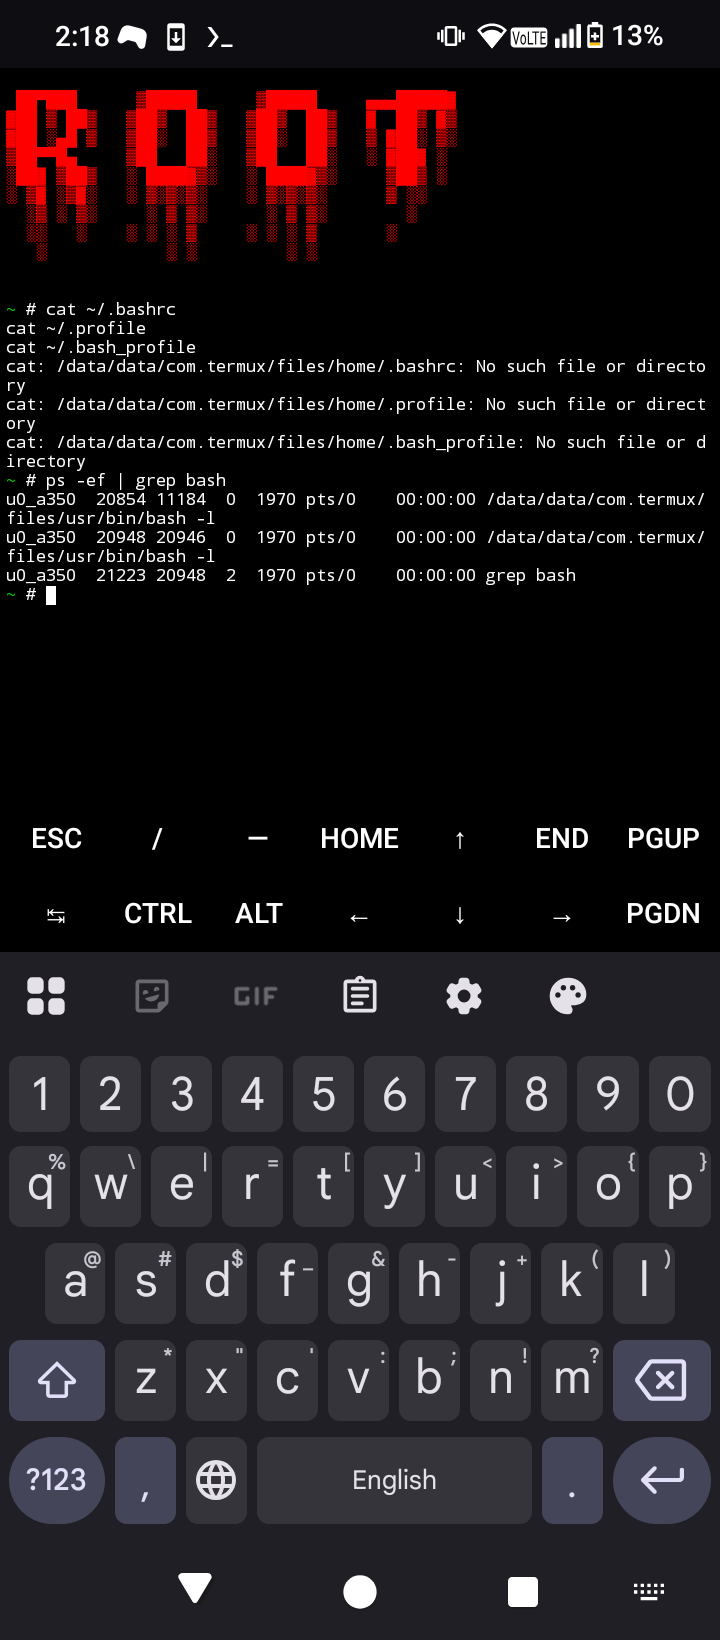 2:18 VoLTE 13%
ROOT
~ # cat ~/.bashrc
cat ~/.profile
cat ~/.bash_profile
cat: /data/data/com.termux/files/home/.bashrc: No such file or directo
ry
cat: /data/data/com.termux/files/home/.profile: No such file or direct
ory
cat: /data/data/com.termux/files/home/.bash_profile: No such file or d
irectory
~ # ps -ef | grep bash
u0_a350  20854 11184  0  1970 pts/0    00:00:00 /data/data/com.termux/
files/usr/bin/bash -l
u0_a350  20948 20946  0  1970 pts/0    00:00:00 /data/data/com.termux/
files/usr/bin/bash -l
u0_a350  21223 20948  2  1970 pts/0    00:00:00 grep bash
~ #
ESC / — HOME ↑ END PGUP
↹ CTRL ALT ← ↓ → PGDN
GIF
1 2 3 4 5 6 7 8 9 0
q % w \ e | r = t [ y ] u < i > o { p }
a @ s # d $ f _ g & h - j + k ( l )
z * x " c ' v : b ; n ! m ?
?123 , English .